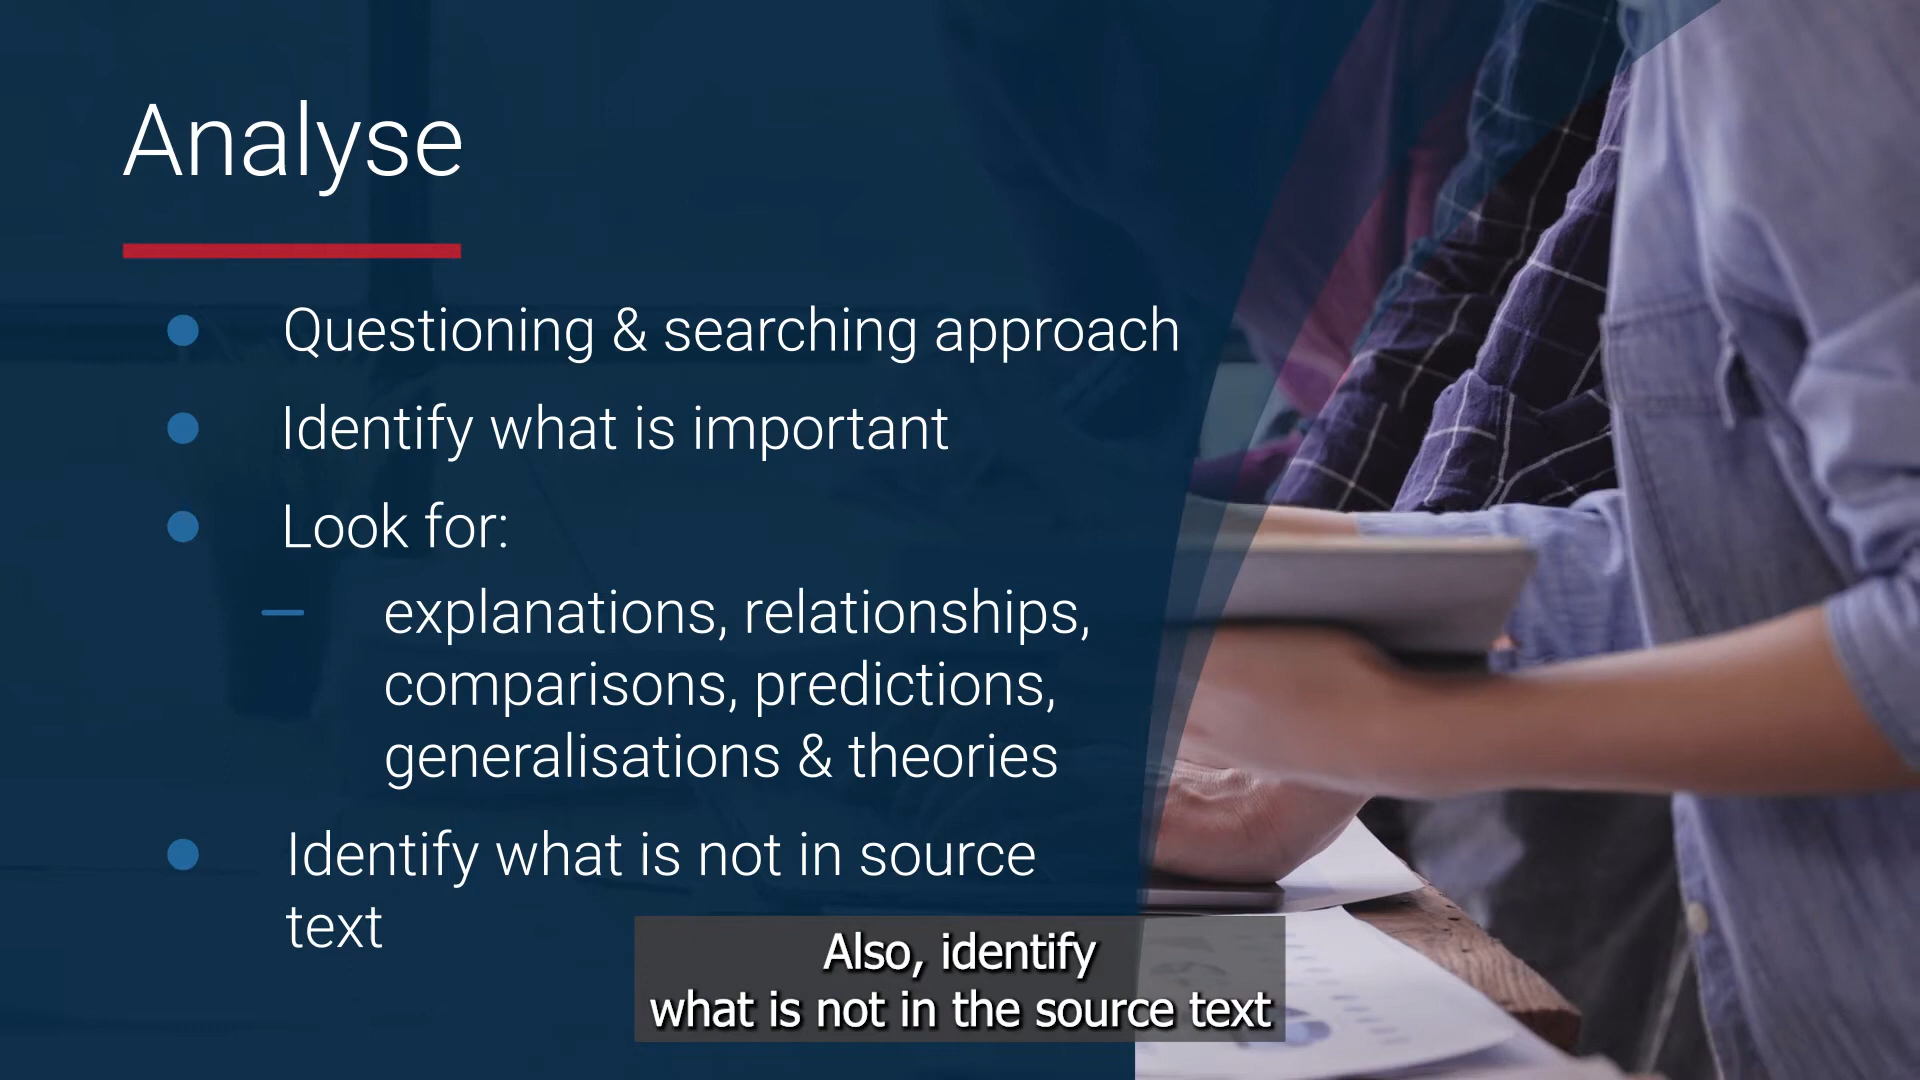 Analyse
Questioning & searching approach
Identify what is important
Look for:
explanations, relationships,
comparisons, predictions,
generalisations & theories
Identify what is not in source
text
Also, identify
what is not in the source text